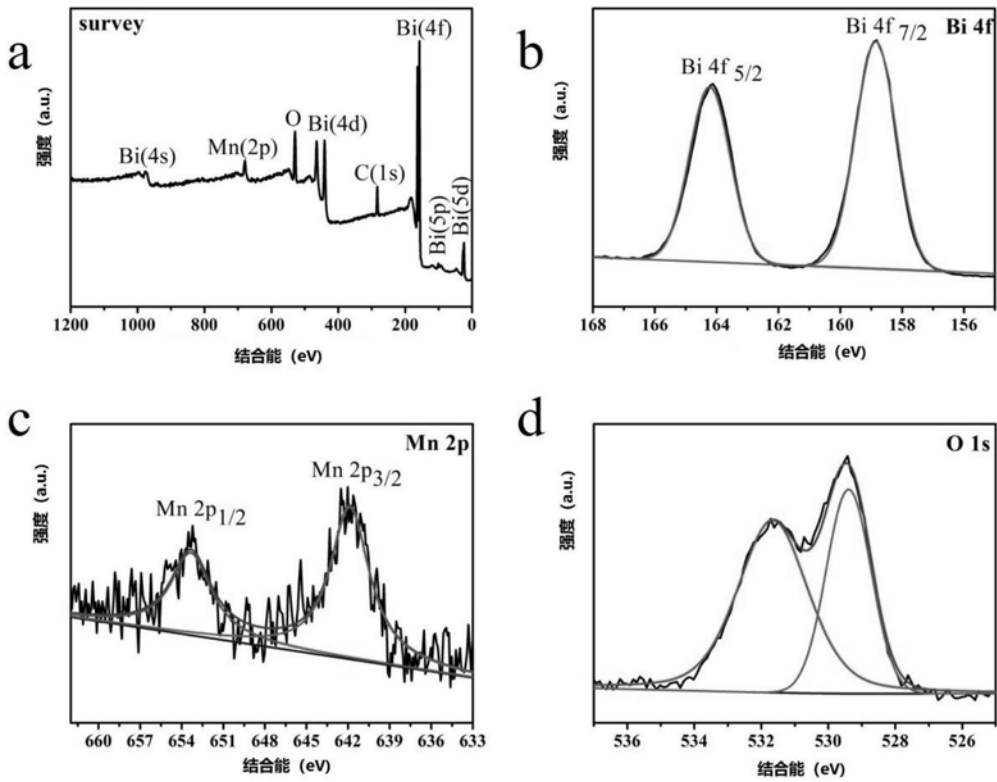 a
survey
Bi(4f)
Bi(4s)
Mn(2p)
O
Bi(4d)
C(1s)
Bi(5p)
Bi(5d)
强度 (a.u.)
1200 1000 800 600 400 200 0
结合能 (eV)
b
Bi 4f 7/2
Bi 4f
Bi 4f 5/2
强度 (a.u.)
168 166 164 162 160 158 156
结合能 (eV)
c
Mn 2p
Mn 2p3/2
Mn 2p1/2
强度 (a.u.)
660 657 654 651 648 645 642 639 636 633
结合能 (eV)
d
O 1s
强度 (a.u.)
536 534 532 530 528 526
结合能 (eV)